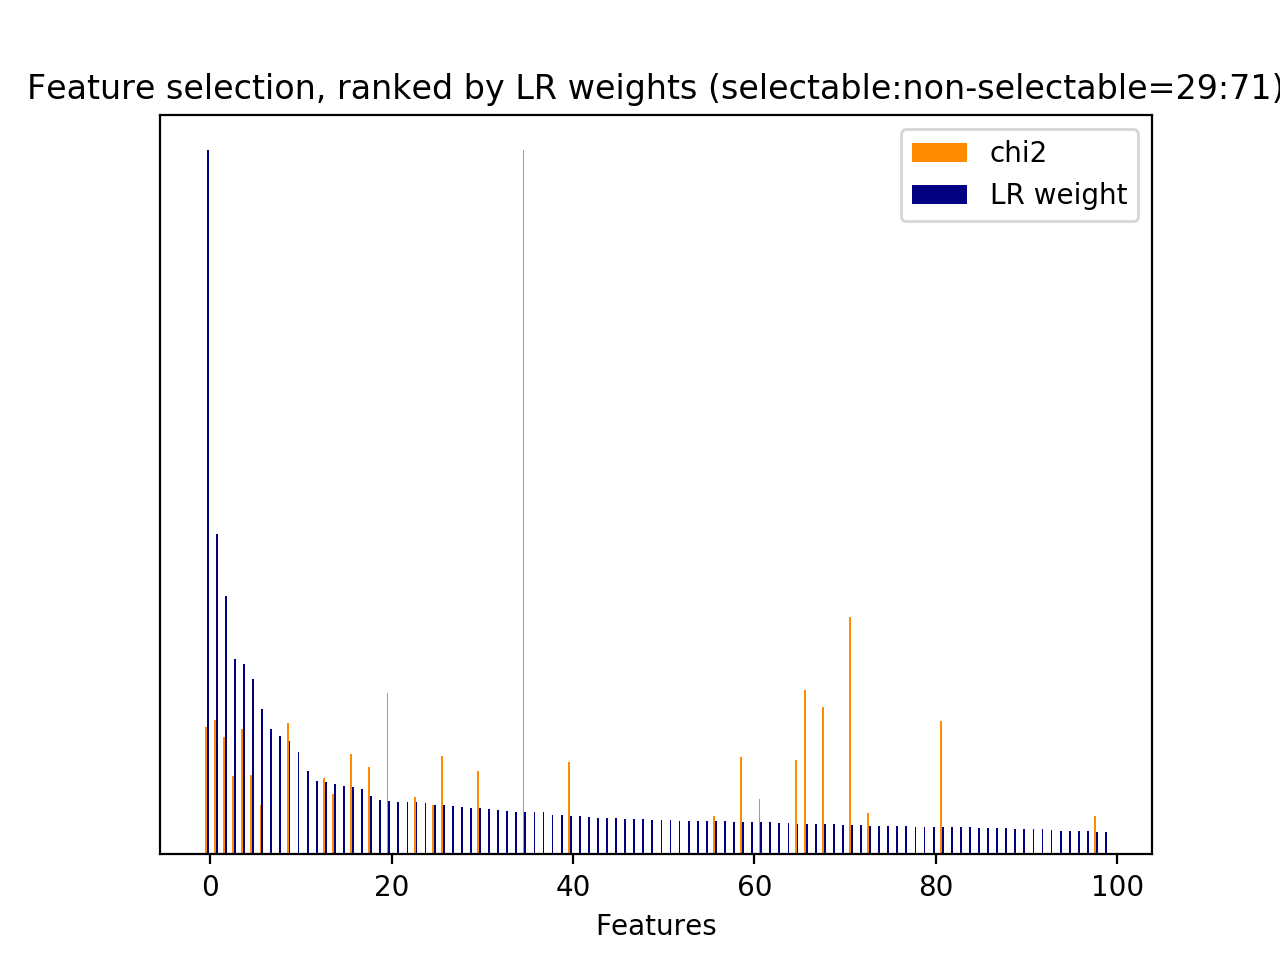 Feature selection, ranked by LR weights (selectable:non-selectable=29:71)
chi2
LR weight
0 20 40 60 80 100
Features